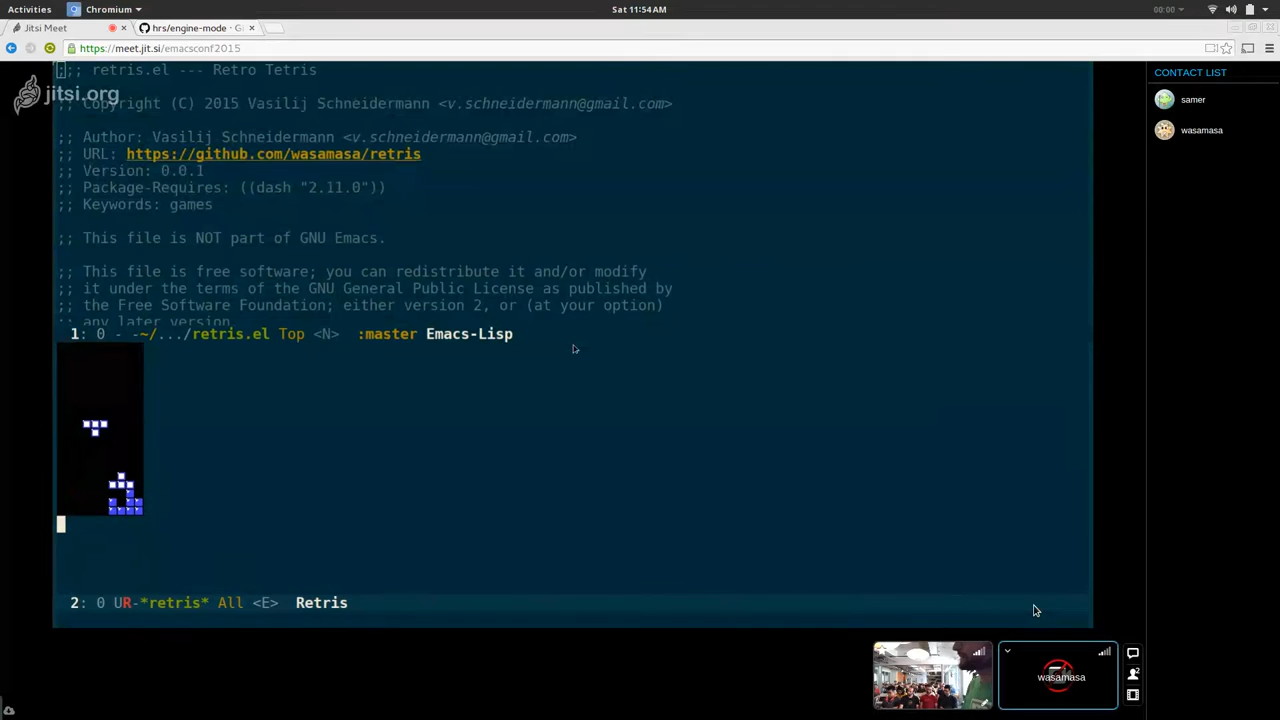 Activities
Chromium
Sat 11:54AM
00:00
Jitsi Meet
hrs/engine-mode · G
https://meet.jit.si/emacsconf2015
jitsi.org
;; retris.el --- Retro Tetris
;; Copyright (C) 2015 Vasilij Schneidermann <v.schneidermann@gmail.com>
;; Author: Vasilij Schneidermann <v.schneidermann@gmail.com>
;; URL: https://github.com/wasamasa/retris
;; Version: 0.0.1
;; Package-Requires: ((dash "2.11.0"))
;; Keywords: games
;; This file is NOT part of GNU Emacs.
;; This file is free software; you can redistribute it and/or modify
;; it under the terms of the GNU General Public License as published by
;; the Free Software Foundation; either version 2, or (at your option)
;; any later version.
1: 0 - -~/.../retris.el Top <N> :master Emacs-Lisp
2: 0 UR-*retris* All <E> Retris
CONTACT LIST
samer
wasamasa
wasamasa